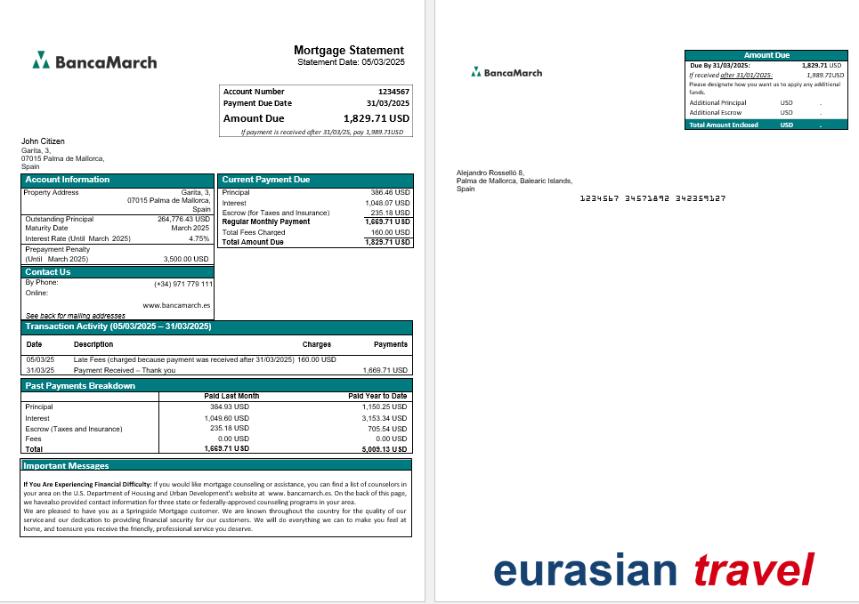 BancaMarch
Mortgage Statement
Statement Date: 05/03/2025
Account Number 1234567
Payment Due Date 31/03/2025
Amount Due 1,829.71 USD
If payment is received after 31/03/25, pay 1,989.71USD
John Citizen
Garita, 3,
07015 Palma de Mallorca,
Spain
Account Information
Property Address Garita, 3,
07015 Palma de Mallorca,
Spain
Outstanding Principal 264,776.43 USD
Maturity Date March 2025
Interest Rate (Until March 2025) 4.75%
Prepayment Penalty
(Until March 2025) 3,500.00 USD
Contact Us
By Phone: (+34) 971 779 111
Online:
www.bancamarch.es
See back for mailing addresses
Current Payment Due
Principal 386.46 USD
Interest 1,048.07 USD
Escrow (for Taxes and Insurance) 235.18 USD
Regular Monthly Payment 1,669.71 USD
Total Fees Charged 160.00 USD
Total Amount Due 1,829.71 USD
Transaction Activity (05/03/2025 – 31/03/2025)
Date Description Charges Payments
05/03/25 Late Fees (charged because payment was received after 31/03/2025) 160.00 USD
31/03/25 Payment Received – Thank you 1,669.71 USD
Past Payments Breakdown
Paid Last Month Paid Year to Date
Principal 384.93 USD 1,150.25 USD
Interest 1,049.60 USD 3,153.34 USD
Escrow (Taxes and Insurance) 235.18 USD 705.54 USD
Fees 0.00 USD 0.00 USD
Total 1,669.71 USD 5,009.13 USD
Important Messages
If You Are Experiencing Financial Difficulty: If you would like mortgage counseling or assistance, you can find a list of counselors in
your area on the U.S. Department of Housing and Urban Development's website at www. bancamarch.es. On the back of this page,
we havealso provided contact information for three state or federally-approved counseling programs in your area.
We are pleased to have you as a Springside Mortgage customer. We are known throughout the country for the quality of our
serviceand our dedication to providing financial security for our customers. We will do everything we can to make you feel at
home, and toensure you receive the friendly, professional service you deserve.
BancaMarch
Amount Due
Due By 31/03/2025: 1,829.71 USD
If received after 31/01/2025: 1,989.71USD
Please designate how you want us to apply any additional
funds.
Additional Principal USD .
Additional Escrow USD .
Total Amount Enclosed USD .
Alejandro Rosselló 8,
Palma de Mallorca, Balearic Islands,
Spain
1234567 34571892 342359127
eurasian travel